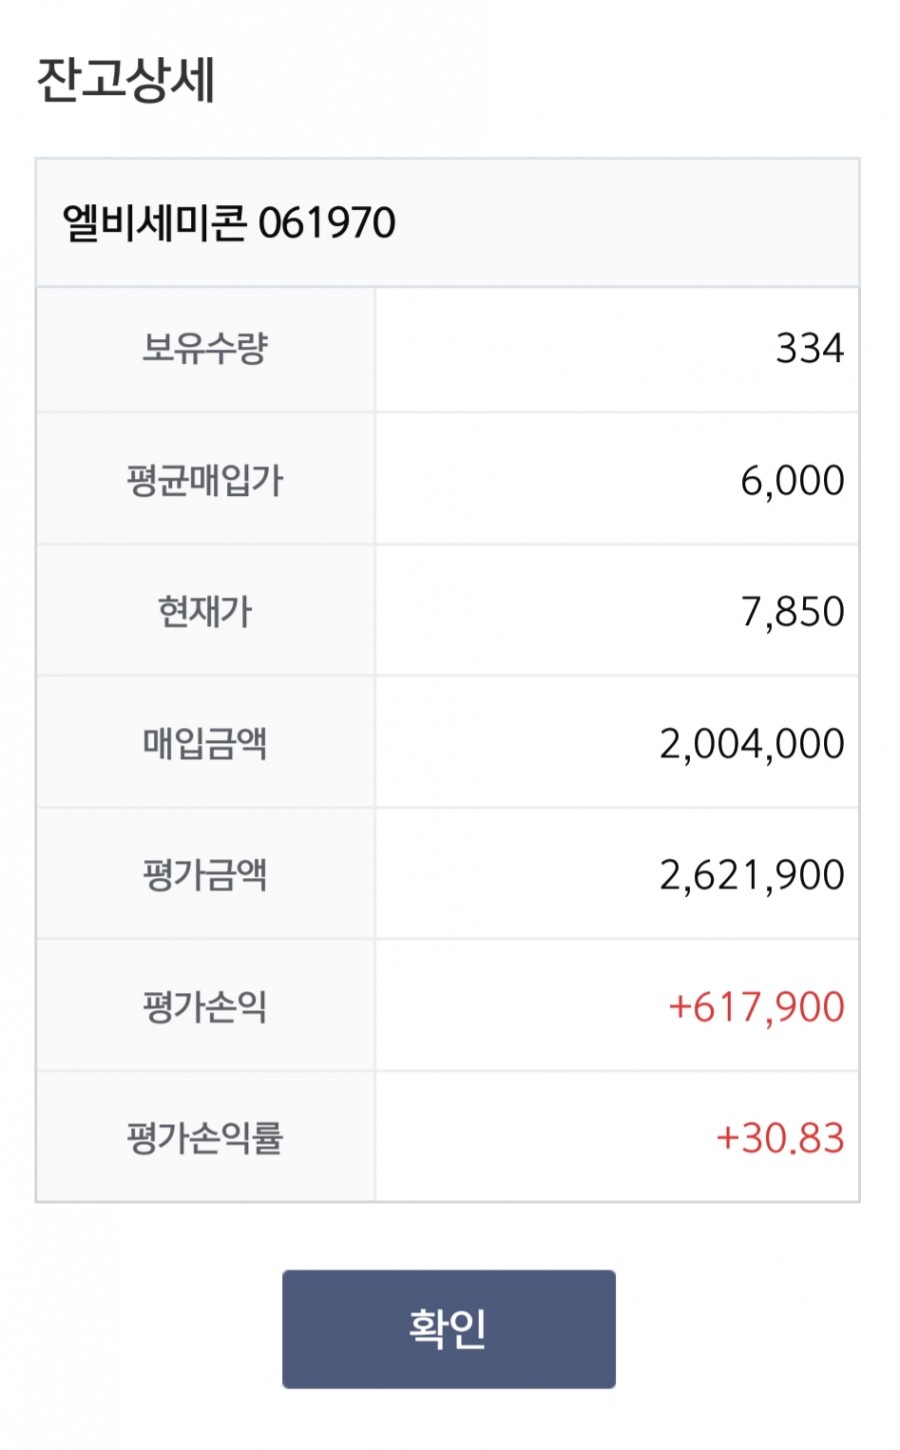 잔고상세
엘비세미콘 061970
보유수량 334
평균매입가 6,000
현재가 7,850
매입금액 2,004,000
평가금액 2,621,900
평가손익 +617,900
평가손익률 +30.83
확인